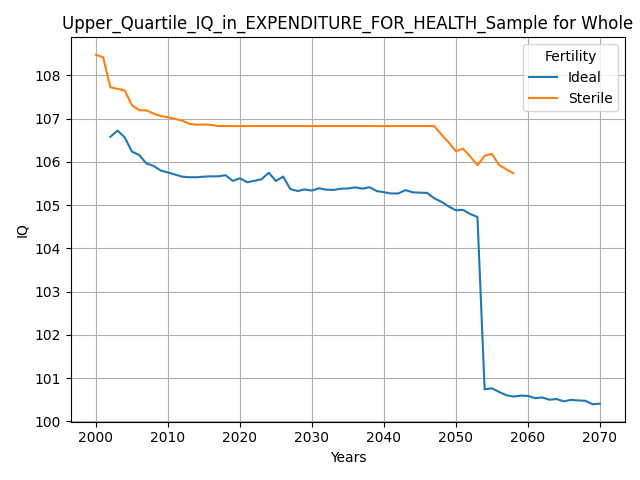 Upper_Quartile_IQ_in_EXPENDITURE_FOR_HEALTH_Sample for Whole
Fertility
Ideal
Sterile
108
107
106
105
104
103
102
101
100
IQ
2000 2010 2020 2030 2040 2050 2060 2070
Years